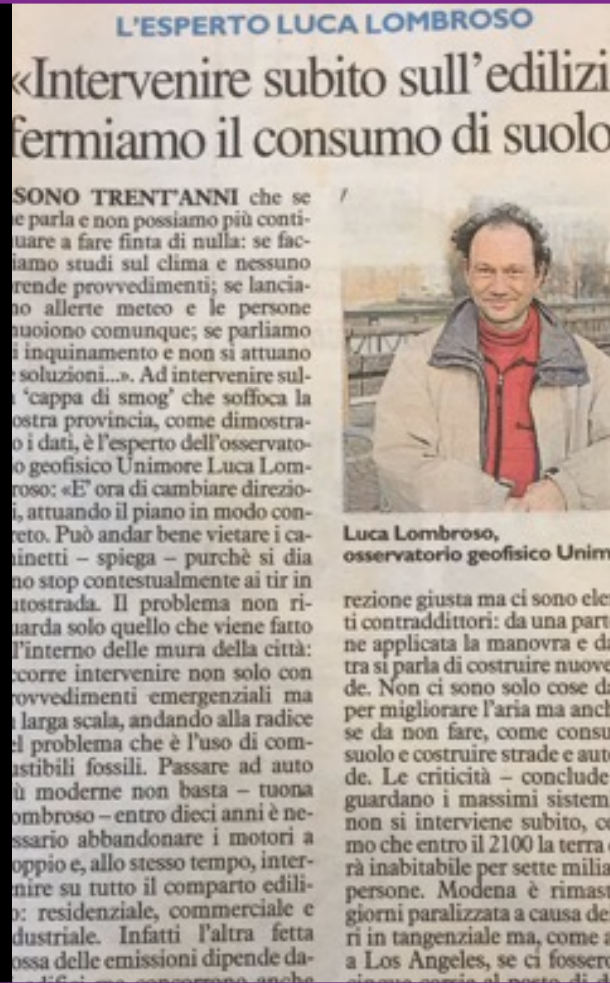 L'ESPERTO LUCA LOMBROSO
«Intervenire subito sull'edilizi
fermiamo il consumo di suolo
SONO TRENT'ANNI che se
e parla e non possiamo più conti-
uare a fare finta di nulla: se fac-
iamo studi sul clima e nessuno
rende provvedimenti; se lancia-
no allerte meteo e le persone
nuoiono comunque; se parliamo
i inquinamento e non si attuano
e soluzioni...». Ad intervenire sul-
'cappa di smog' che soffoca la
ostra provincia, come dimostra-
o i dati, è l'esperto dell'osservato-
o geofisico Unimore Luca Lom-
roso: «E' ora di cambiare direzio-
i, attuando il piano in modo con-
reto. Può andar bene vietare i ca-
inetti – spiega – purchè si dia
no stop contestualmente ai tir in
utostrada. Il problema non ri-
uarda solo quello che viene fatto
l'interno delle mura della città:
ccorre intervenire non solo con
rovvedimenti emergenziali ma
larga scala, andando alla radice
el problema che è l'uso di com-
ustibili fossili. Passare ad auto
ù moderne non basta – tuona
ombroso – entro dieci anni è ne-
ssario abbandonare i motori a
oppio e, allo stesso tempo, inter-
nire su tutto il comparto edili-
o: residenziale, commerciale e
dustriale. Infatti l'altra fetta
ossa delle emissioni dipende da-
Luca Lombroso,
osservatorio geofisico Unim
rezione giusta ma ci sono ele
ti contraddittori: da una part
ne applicata la manovra e da
tra si parla di costruire nuove
de. Non ci sono solo cose da
per migliorare l'aria ma anch
se da non fare, come consu
suolo e costruire strade e auto
de. Le criticità – conclude
guardano i massimi sistem
non si interviene subito, co
mo che entro il 2100 la terra
rà inabitabile per sette milia
persone. Modena è rimast
giorni paralizzata a causa de
ri in tangenziale ma, come a
a Los Angeles, se ci fosser